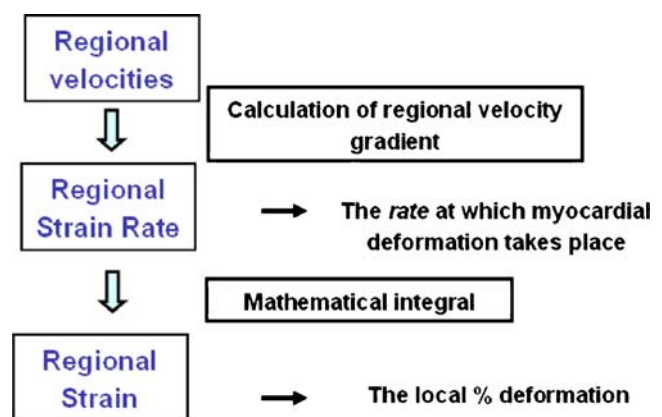 Regional
velocities
Calculation of regional velocity
gradient
Regional
Strain Rate
The rate at which myocardial
deformation takes place
Mathematical integral
Regional
Strain
The local % deformation